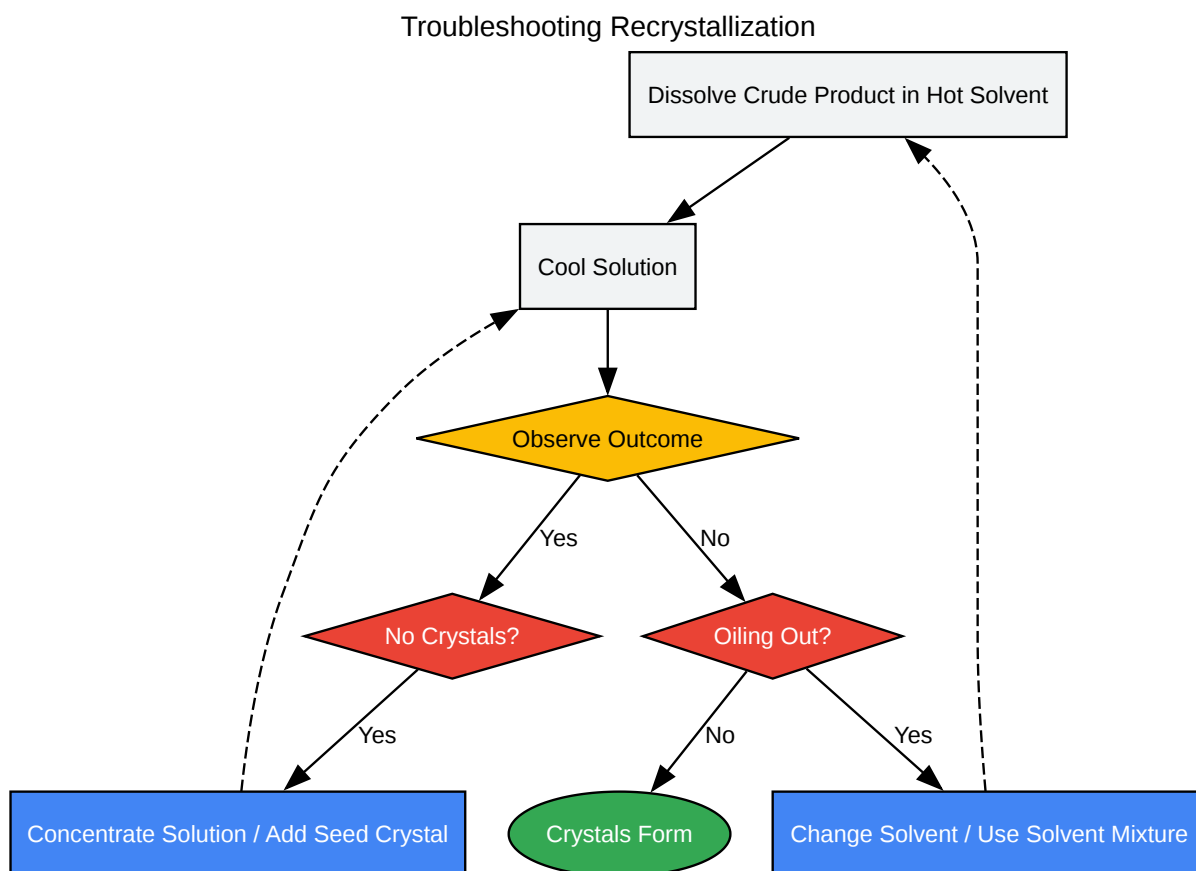 Troubleshooting Recrystallization
Dissolve Crude Product in Hot Solvent
Cool Solution
Observe Outcome
Yes
No
No Crystals?
Oiling Out?
Yes
No
Yes
Concentrate Solution / Add Seed Crystal
Crystals Form
Change Solvent / Use Solvent Mixture